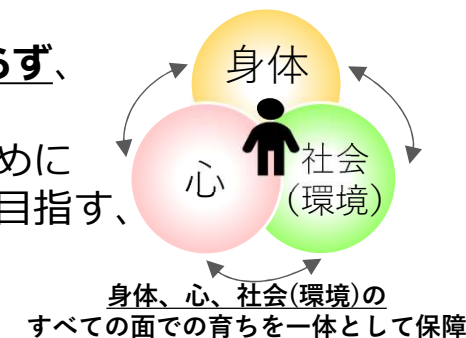 らず、
めに
目指す、
身体
心
社会
（環境）
身体、心、社会(環境)の
すべての面での育ちを一体として保障